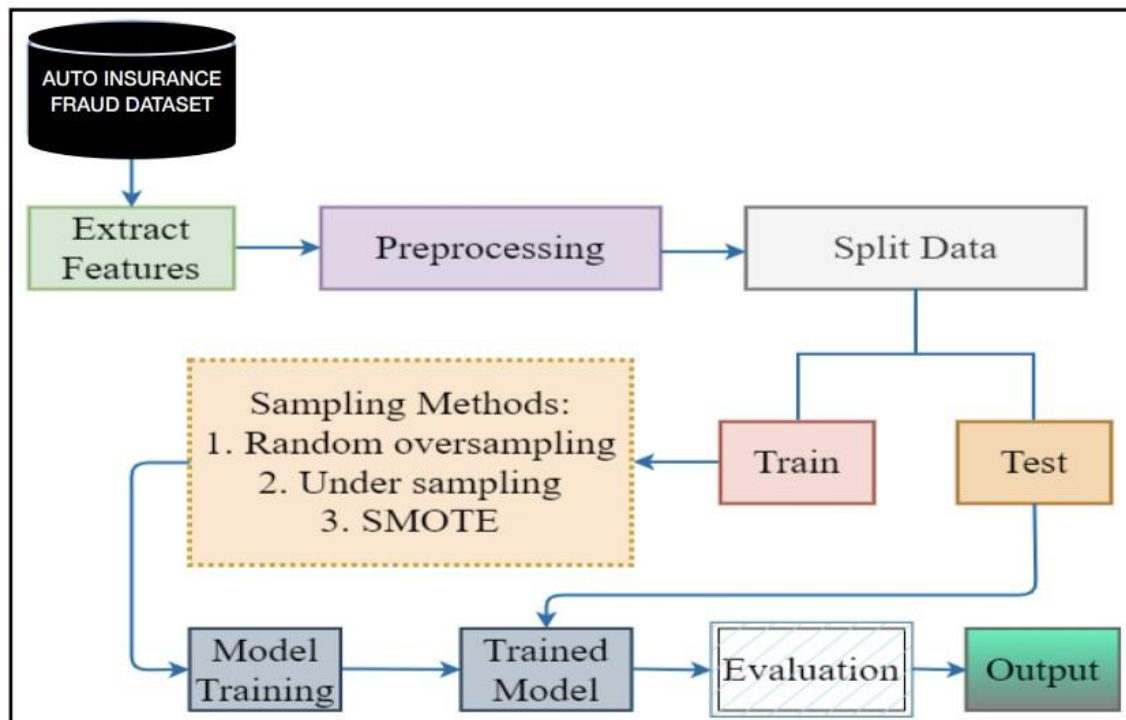 AUTO INSURANCE
FRAUD DATASET
Extract
Features
Preprocessing
Split Data
Sampling Methods:
1. Random oversampling
2. Under sampling
3. SMOTE
Train
Test
Model
Training
Trained
Model
Evaluation
Output